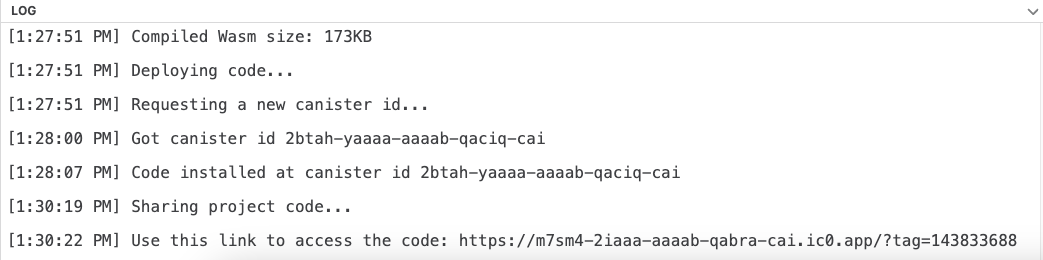 LOG
[1:27:51 PM] Compiled Wasm size: 173KB
[1:27:51 PM] Deploying code...
[1:27:51 PM] Requesting a new canister id...
[1:28:00 PM] Got canister id 2btah-yaaaa-aaaab-qaciq-cai
[1:28:07 PM] Code installed at canister id 2btah-yaaaa-aaaab-qaciq-cai
[1:30:19 PM] Sharing project code...
[1:30:22 PM] Use this link to access the code: https://m7sm4-2iaaa-aaaab-qabra-cai.ic0.app/?tag=143833688